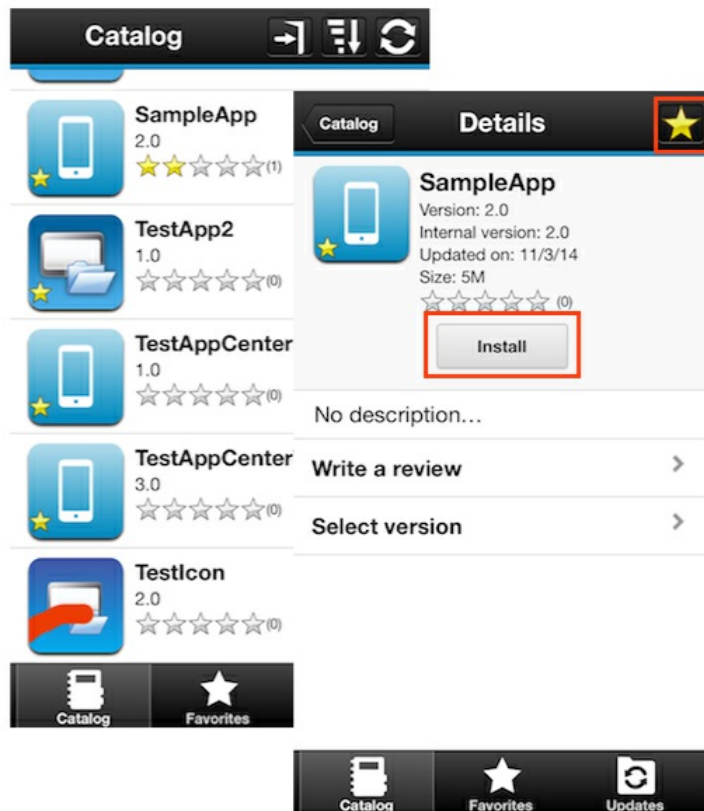 Catalog
SampleApp
2.0
(1)
TestApp2
1.0
(0)
TestAppCenter
1.0
(0)
TestAppCenter
3.0
(0)
TestIcon
2.0
(0)
Catalog
Favorites
Catalog
Details
SampleApp
Version: 2.0
Internal version: 2.0
Updated on: 11/3/14
Size: 5M
(0)
Install
No description...
Write a review
Select version
Catalog
Favorites
Updates